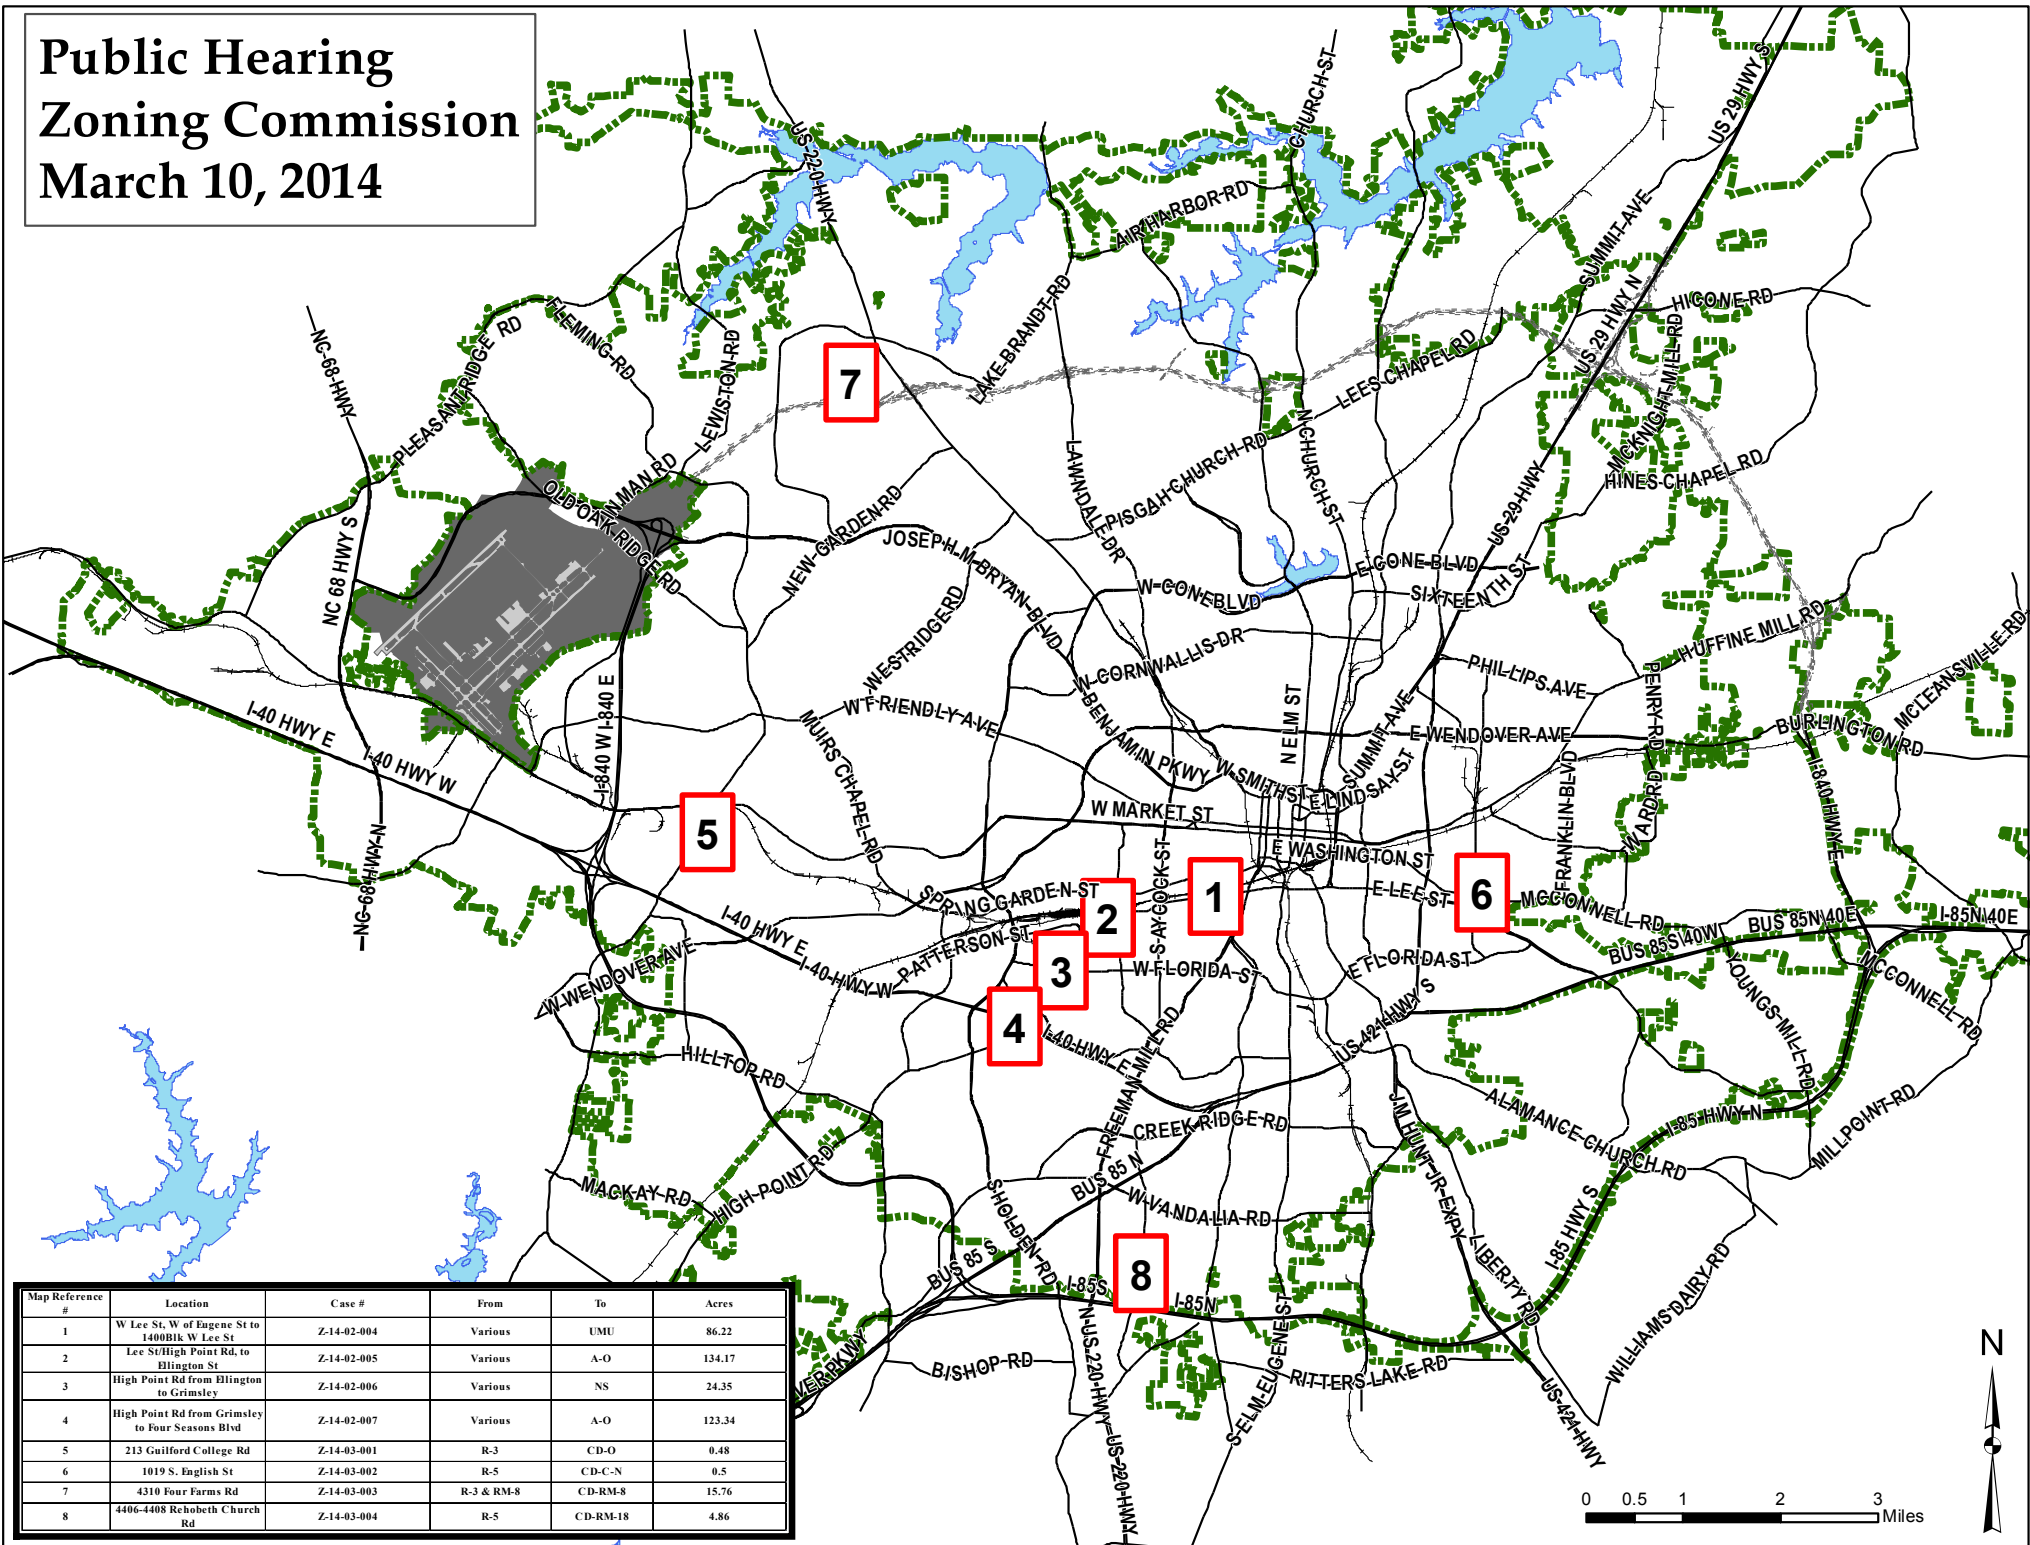 Public Hearing
Zoning Commission
March 10, 2014
US 29 HWY S
CHURCH ST
US-220 HWY
AIR HARBOR RD
SUMMIT AVE
US 29 HWY N
HICONE RD
NC-68-HWY
PLEASANT RIDGE RD
FLEMING RD
LEWISTON RD
LAKE BRANDT RD
LEES CHAPEL RD
MCKNIGHT MILL RD
7
HINES CHAPEL RD
INMAN RD
OLD OAK RIDGE RD
NEW GARDEN RD
LAWNDALE DR
PISGAH CHURCH RD
N CHURCH ST
US 29 HWY
NC 68 HWY S
JOSEPH M BRYAN BLVD
W CONE BLVD
E CONE BLVD
SIXTEENTH ST
WESTRIDGE RD
W CORNWALLIS DR
PHILLIPS AVE
PENRY RD
HUFFINE MILL RD
MCLEANSVILLE RD
I-40 HWY E
I-40 HWY W
I-840 W
I-840 E
MUIRS CHAPEL RD
W FRIENDLY AVE
BENJAMIN PKWY
N ELM ST
SUMMIT AVE
E WENDOVER AVE
BURLINGTON RD
W SMITH ST
E LINDSAY ST
FRANKLIN BLVD
WARD RD
I-840 HWY E
NC-68-HWY-N
5
W MARKET ST
S AYCOCK ST
E WASHINGTON ST
1
2
SPRING GARDEN ST
E LEE ST
6
MCCONNELL RD
BUS 85S 40W
BUS 85N 40E
I-85N 40E
I-40 HWY E
I-40 HWY W
PATTERSON ST
W WENDOVER AVE
3
W FLORIDA ST
E FLORIDA ST
US 421 HWY S
YOUNGS MILL RD
MCCONNELL RD
4
I-40 HWY E
FREEMAN MILL RD
HILLTOP RD
CREEK RIDGE RD
JM HUNT JR EXPY
ALAMANCE CHURCH RD
I-85 HWY N
MILLPOINT RD
MACKAY RD
HIGH POINT RD
S HOLDEN RD
BUS 85 N
W VANDALIA RD
BUS 85 S
I-85S
8
I-85N
LIBERTY RD
I-85 HWY S
WILLIAMS DAIRY RD
N US 220 HWY
US 220 HWY
BISHOP RD
S ELM-EUGENE ST
RITTERS LAKE RD
US 421 HWY
VER PKWY
Map Reference # Location Case # From To Acres
1 W Lee St, W of Eugene St to 1400Blk W Lee St Z-14-02-004 Various UMU 86.22
2 Lee St/High Point Rd, to Ellington St Z-14-02-005 Various A-O 134.17
3 High Point Rd from Ellington to Grimsley Z-14-02-006 Various NS 24.35
4 High Point Rd from Grimsley to Four Seasons Blvd Z-14-02-007 Various A-O 123.34
5 213 Guilford College Rd Z-14-03-001 R-3 CD-O 0.48
6 1019 S. English St Z-14-03-002 R-5 CD-C-N 0.5
7 4310 Four Farms Rd Z-14-03-003 R-3 & RM-8 CD-RM-8 15.76
8 4406-4408 Rehobeth Church Rd Z-14-03-004 R-5 CD-RM-18 4.86
N
0 0.5 1 2 3
Miles